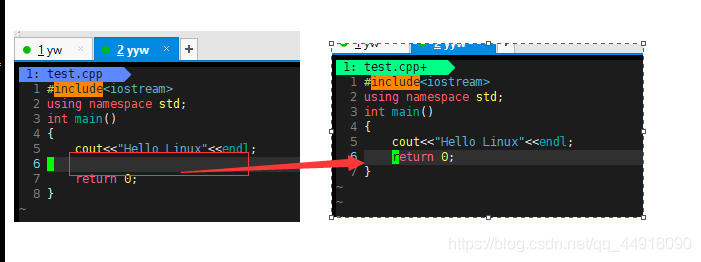 1 yw × 2 yyw × +
1: test.cpp
1 #include<iostream>
2 using namespace std;
3 int main()
4 {
5     cout<<"Hello Linux"<<endl;
6
7     return 0;
8 }
~
1 yw 2 yyw
1: test.cpp+
1 #include<iostream>
2 using namespace std;
3 int main()
4 {
5     cout<<"Hello Linux"<<endl;
6     return 0;
7 }
~
~
https://blog.csdn.net/qq_44918090